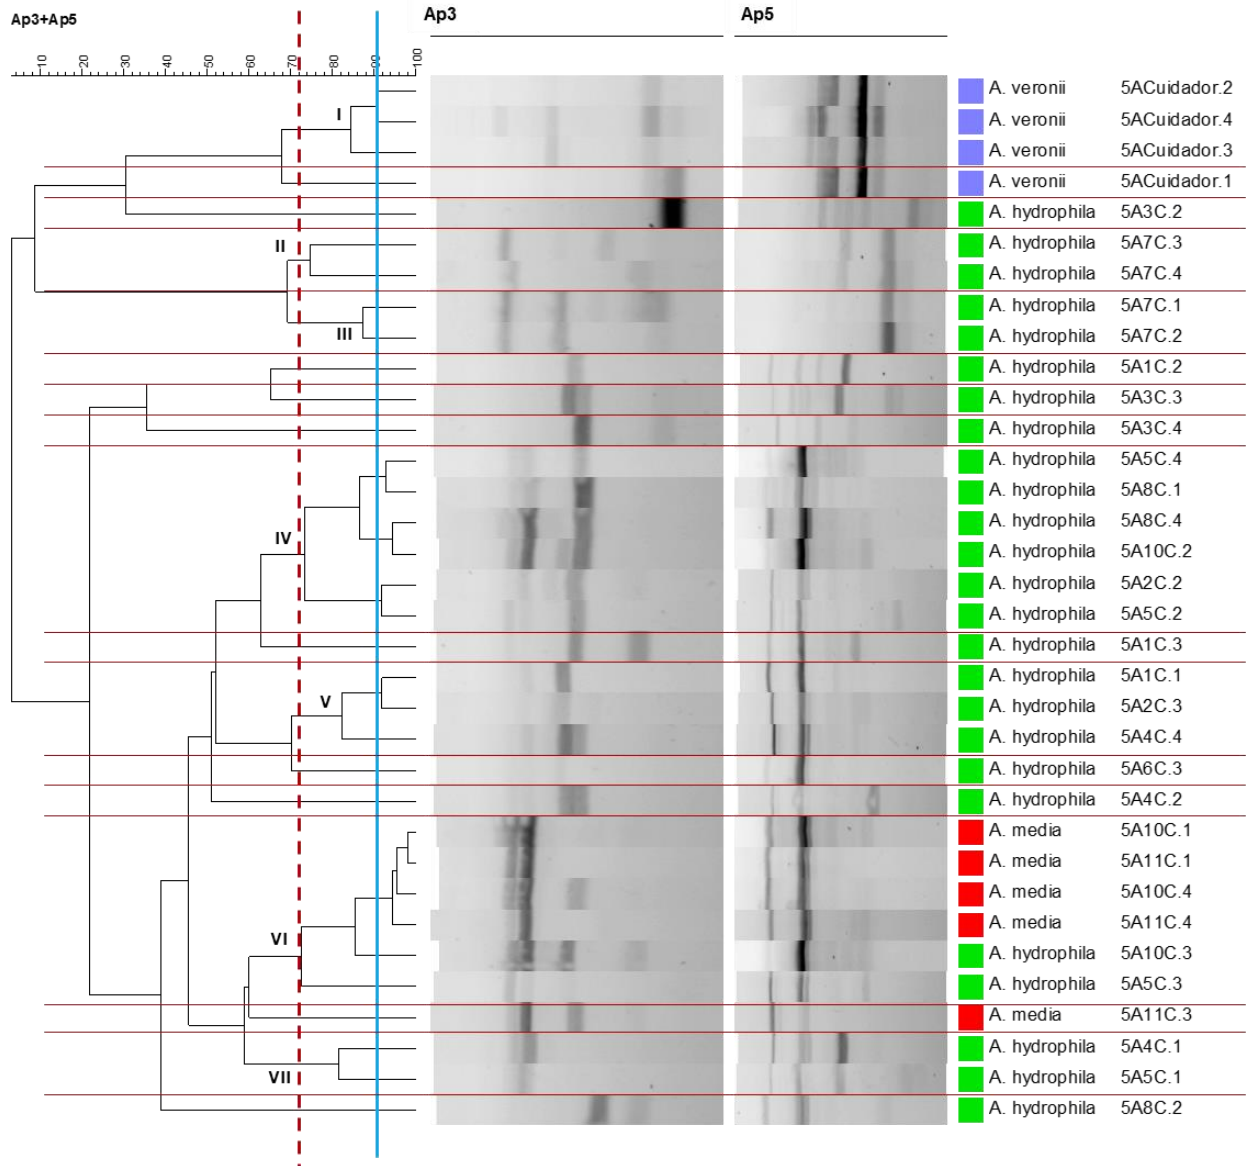 Ap3+Ap5
Ap3
Ap5
10 20 30 40 50 60 70 80 90 100
A. veronii 5ACuidador.2
I
A. veronii 5ACuidador.4
A. veronii 5ACuidador.3
A. veronii 5ACuidador.1
A. hydrophila 5A3C.2
II
A. hydrophila 5A7C.3
A. hydrophila 5A7C.4
A. hydrophila 5A7C.1
III
A. hydrophila 5A7C.2
A. hydrophila 5A1C.2
A. hydrophila 5A3C.3
A. hydrophila 5A3C.4
A. hydrophila 5A5C.4
A. hydrophila 5A8C.1
A. hydrophila 5A8C.4
IV
A. hydrophila 5A10C.2
A. hydrophila 5A2C.2
A. hydrophila 5A5C.2
A. hydrophila 5A1C.3
A. hydrophila 5A1C.1
V
A. hydrophila 5A2C.3
A. hydrophila 5A4C.4
A. hydrophila 5A6C.3
A. hydrophila 5A4C.2
A. media 5A10C.1
A. media 5A11C.1
A. media 5A10C.4
A. media 5A11C.4
VI
A. hydrophila 5A10C.3
A. hydrophila 5A5C.3
A. media 5A11C.3
A. hydrophila 5A4C.1
VII
A. hydrophila 5A5C.1
A. hydrophila 5A8C.2